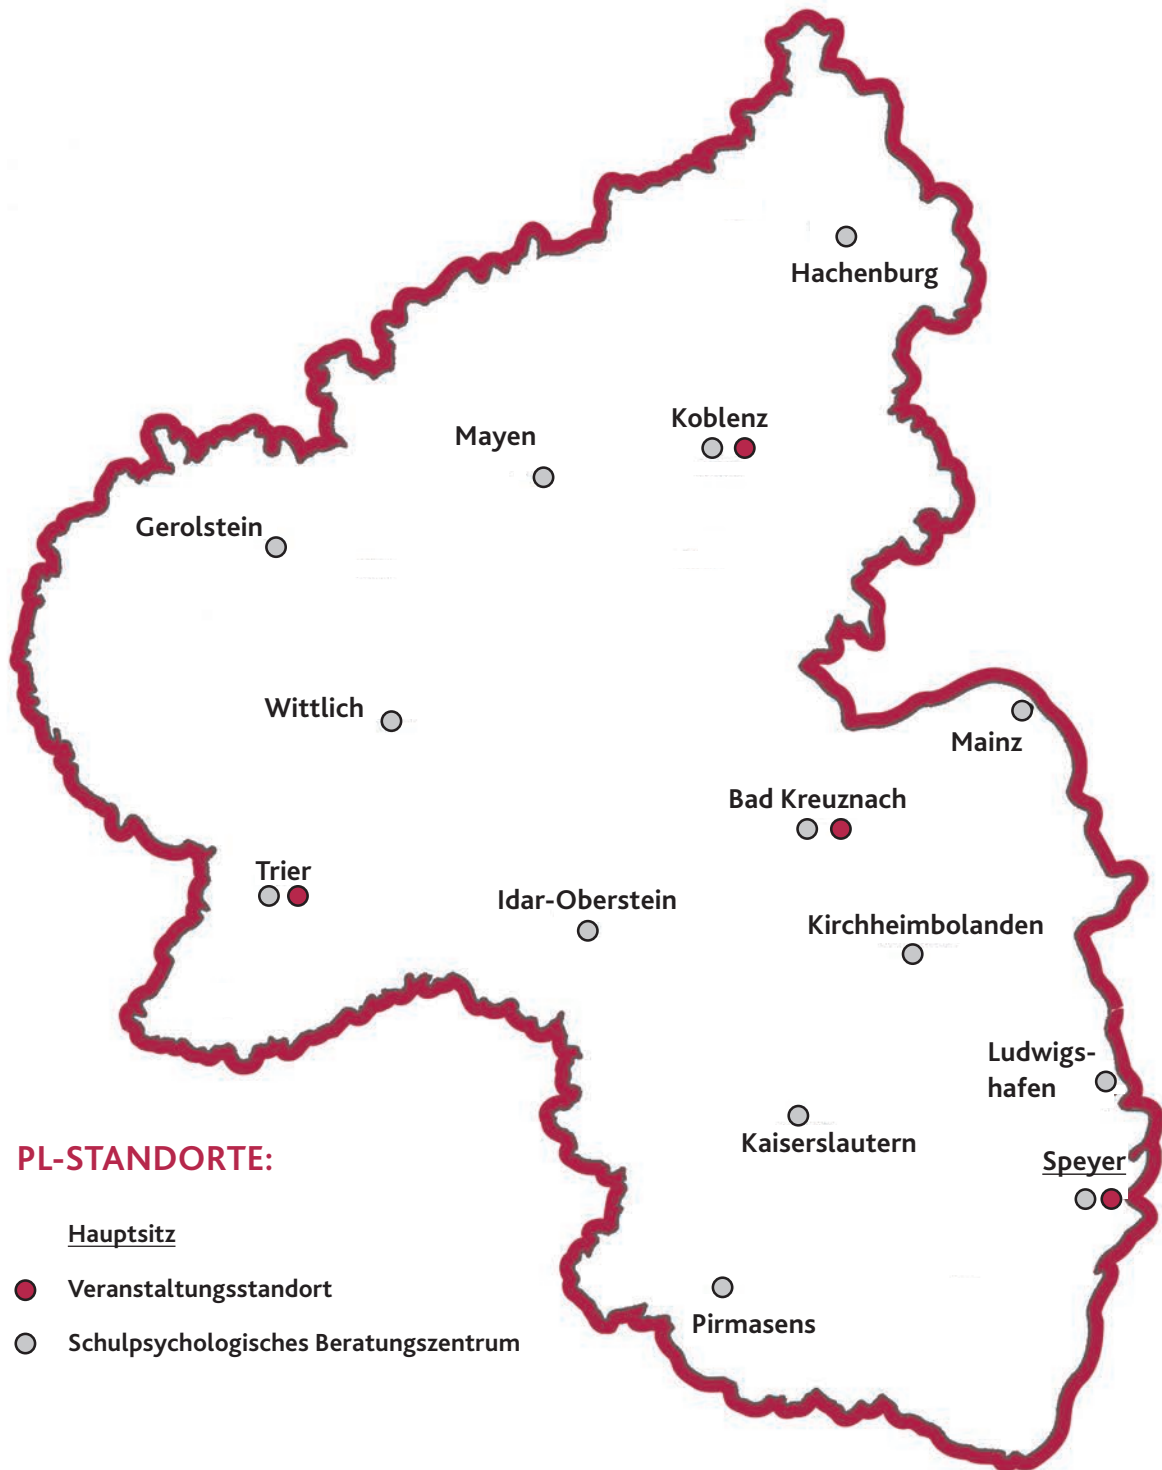 Hachenburg
Koblenz
Mayen
Gerolstein
Wittlich
Mainz
Bad Kreuznach
Trier
Idar-Oberstein
Kirchheimbolanden
Ludwigs-
hafen
Kaiserslautern
Speyer
Pirmasens
PL-STANDORTE:
Hauptsitz
Veranstaltungsstandort
Schulpsychologisches Beratungszentrum